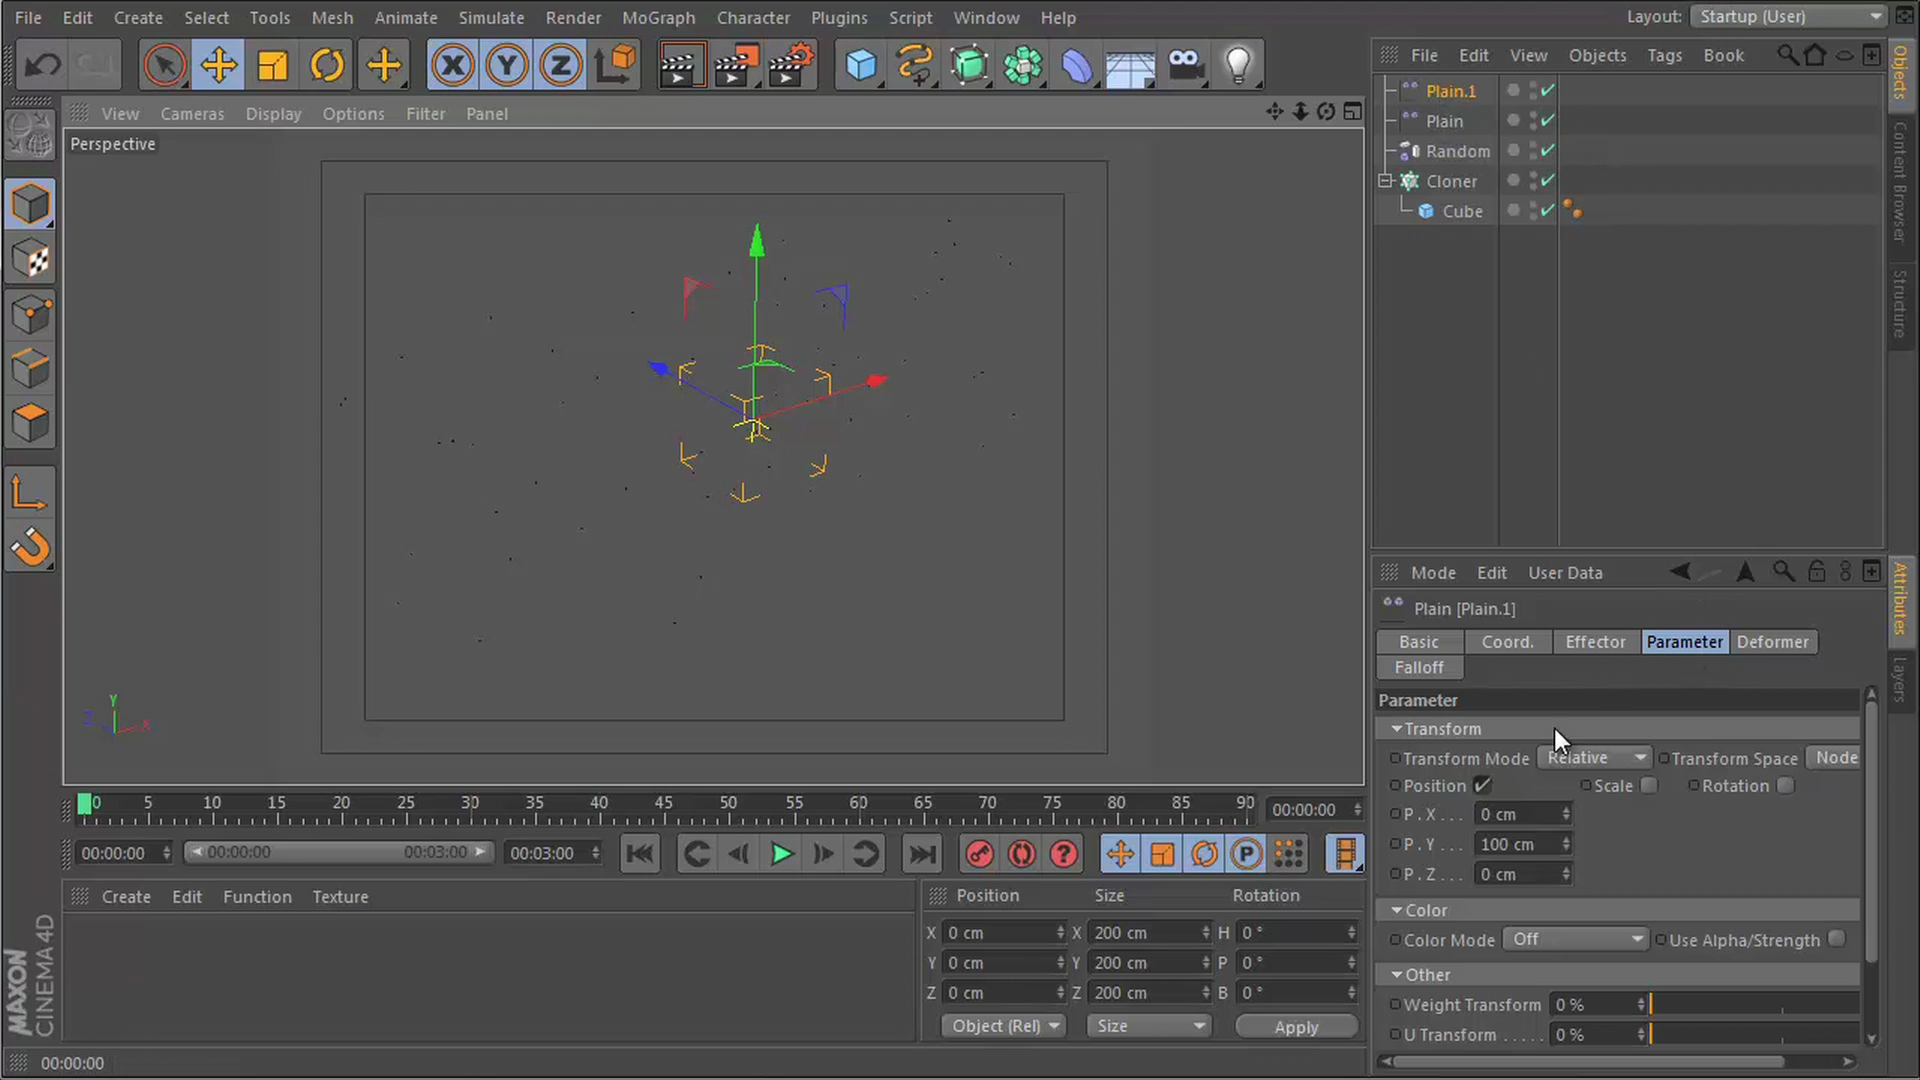 File Edit Create Select Tools Mesh Animate Simulate Render MoGraph Character Plugins Script Window Help
Layout: Startup (User)
X Y Z
File Edit View Objects Tags Book
View Cameras Display Options Filter Panel
Perspective
Plain.1
Plain
Random
Cloner
Cube
Objects
Content Browser
Structure
Mode Edit User Data
Plain [Plain.1]
Basic Coord. Effector Parameter Deformer
Falloff
Attributes
Layers
Parameter
Transform
Transform Mode Relative Transform Space Node
Position Scale Rotation
P . X . . . 0 cm
P . Y . . . 100 cm
P . Z . . . 0 cm
Color
Color Mode Off Use Alpha/Strength
Other
Weight Transform 0 %
U Transform . . . . . 0 %
Y
Z X
0 5 10 15 20 25 30 35 40 45 50 55 60 65 70 75 80 85 90 00:00:00
00:00:00 00:00:00 00:03:00 00:03:00
P
Create Edit Function Texture
Position Size Rotation
X 0 cm X 200 cm H 0 °
Y 0 cm Y 200 cm P 0 °
Z 0 cm Z 200 cm B 0 °
Object (Rel) Size Apply
MAXON
CINEMA 4D
00:00:00